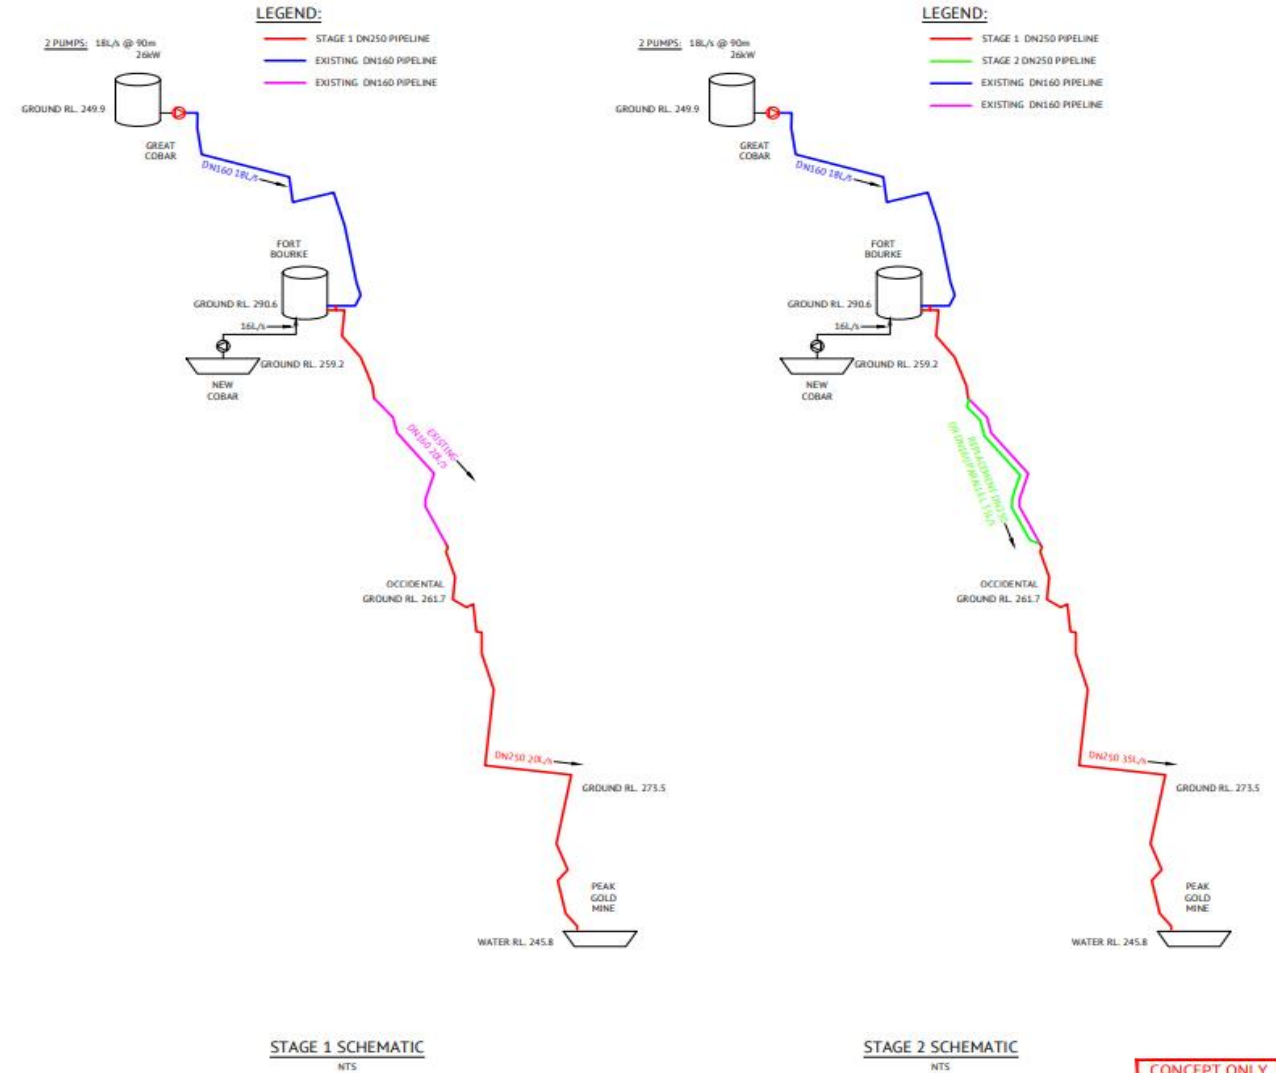 LEGEND:
2 PUMPS: 18L/s @ 90m
26kW
STAGE 1 DN250 PIPELINE
EXISTING DN160 PIPELINE
EXISTING DN160 PIPELINE
GROUND RL. 249.9
GREAT
COBAR
DN160 18L/s
FORT
BOURKE
GROUND RL. 290.6
16L/s
GROUND RL. 259.2
NEW
COBAR
EXISTING
DN160 20L/S
OCCIDENTAL
GROUND RL. 261.7
DN250 20L/s
GROUND RL. 273.5
PEAK
GOLD
MINE
WATER RL. 245.8
STAGE 1 SCHEMATIC
NTS
LEGEND:
2 PUMPS: 18L/s @ 90m
26kW
STAGE 1 DN250 PIPELINE
STAGE 2 DN250 PIPELINE
EXISTING DN160 PIPELINE
EXISTING DN160 PIPELINE
GROUND RL. 249.9
GREAT
COBAR
DN160 18L/s
FORT
BOURKE
GROUND RL. 290.6
16L/s
GROUND RL. 259.2
NEW
COBAR
REPLACEMENT DN250
OCCIDENTAL
GROUND RL. 261.7
DN250 35L/s
GROUND RL. 273.5
PEAK
GOLD
MINE
WATER RL. 245.8
STAGE 2 SCHEMATIC
NTS
CONCEPT ONLY